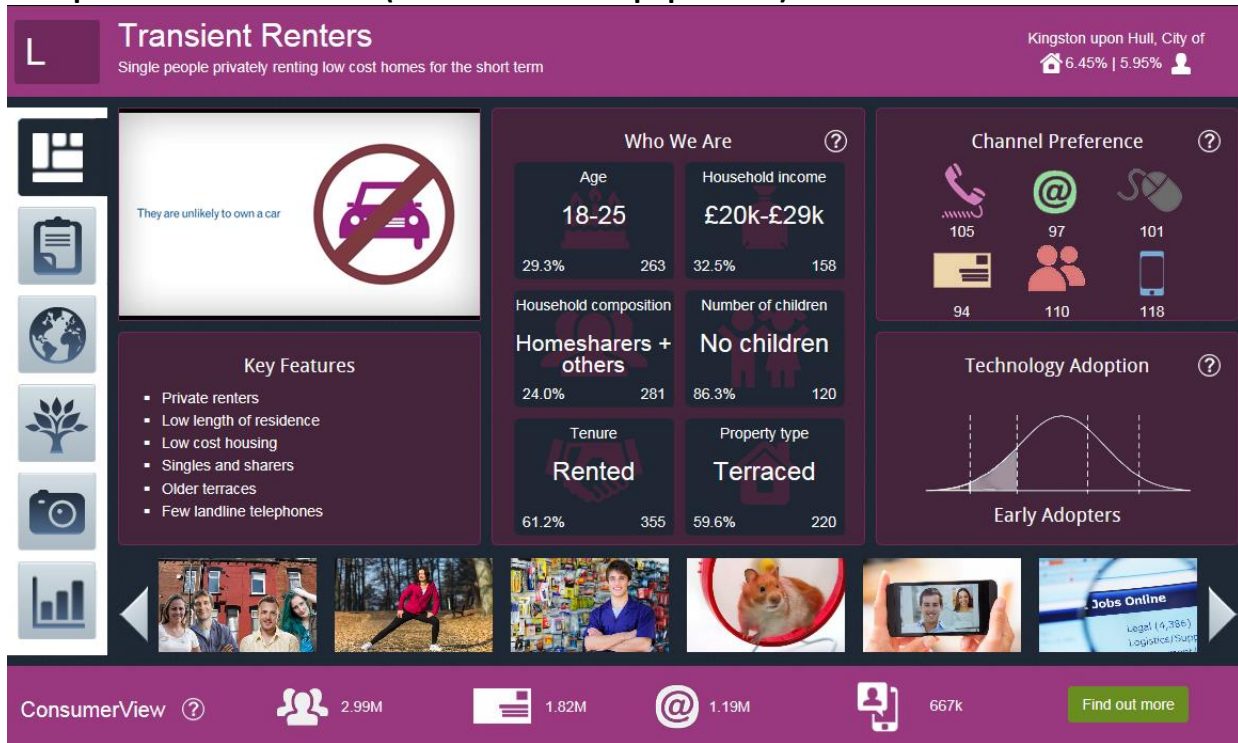 L
Transient Renters
Single people privately renting low cost homes for the short term
Kingston upon Hull, City of
6.45% | 5.95%
They are unlikely to own a car
Key Features
▪ Private renters
▪ Low length of residence
▪ Low cost housing
▪ Singles and sharers
▪ Older terraces
▪ Few landline telephones
Who We Are ?
Age
18-25
29.3% 263
Household income
£20k-£29k
32.5% 158
Household composition
Homesharers +
others
24.0% 281
Number of children
No children
86.3% 120
Tenure
Rented
61.2% 355
Property type
Terraced
59.6% 220
Channel Preference ?
@
105 97 101
94 110 118
Technology Adoption ?
Early Adopters
Jobs Online
Legal (4,386)
ConsumerView ?
2.99M
1.82M
@ 1.19M
667k
Find out more